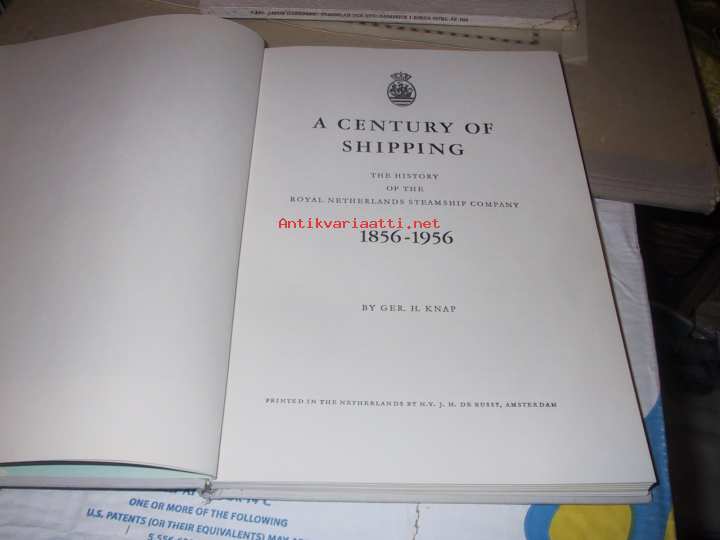 A CENTURY OF
SHIPPING
THE HISTORY
OF THE
ROYAL NETHERLANDS STEAMSHIP COMPANY
Antikvariaatti.net
1856-1956
BY GER. H. KNAP
PRINTED IN THE NETHERLANDS BY N.V. J. H. DE BUSSY, AMSTERDAM
ONE OR MORE OF THE FOLLOWING
U.S. PATENTS (OR THEIR EQUIVALENTS) MAY